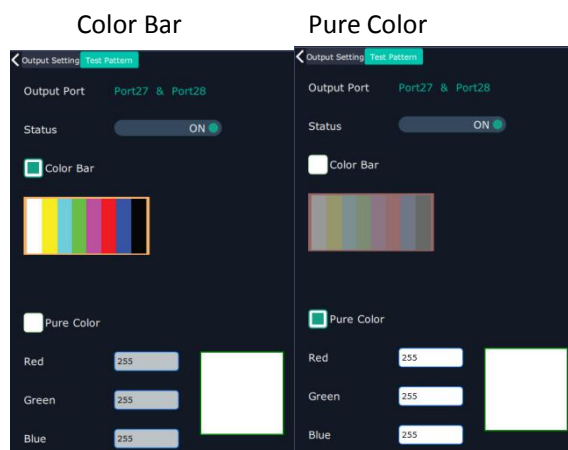 Color Bar
Output Setting Test Pattern
Output Port Port27 & Port28
Status ON
Color Bar
Pure Color
Red 255
Green 255
Blue 255
Pure Color
Output Setting Test Pattern
Output Port Port27 & Port28
Status ON
Color Bar
Pure Color
Red 255
Green 255
Blue 255